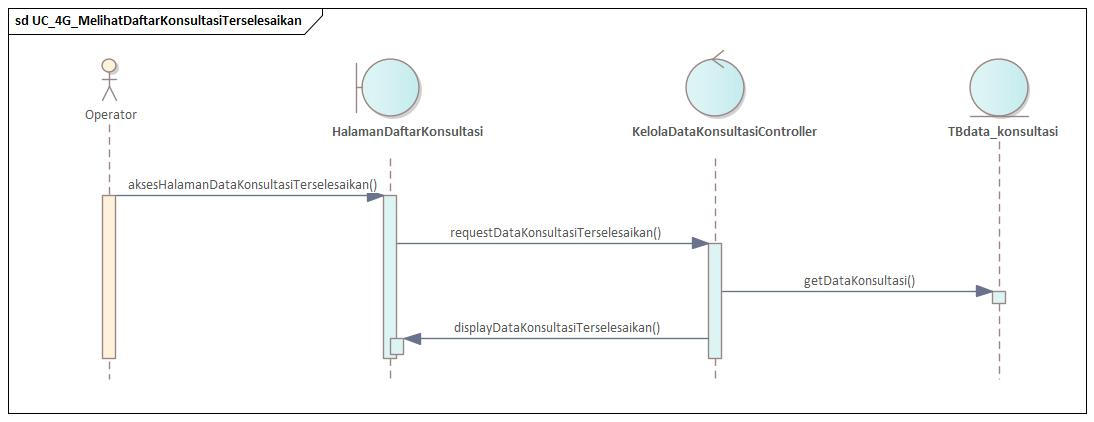 sd UC_4G_MelihatDaftarKonsultasiTerselesaikan
Operator
HalamanDaftarKonsultasi
KelolaDataKonsultasiController
TBdata_konsultasi
aksesHalamanDataKonsultasiTerselesaikan()
requestDataKonsultasiTerselesaikan()
getDataKonsultasi()
displayDataKonsultasiTerselesaikan()